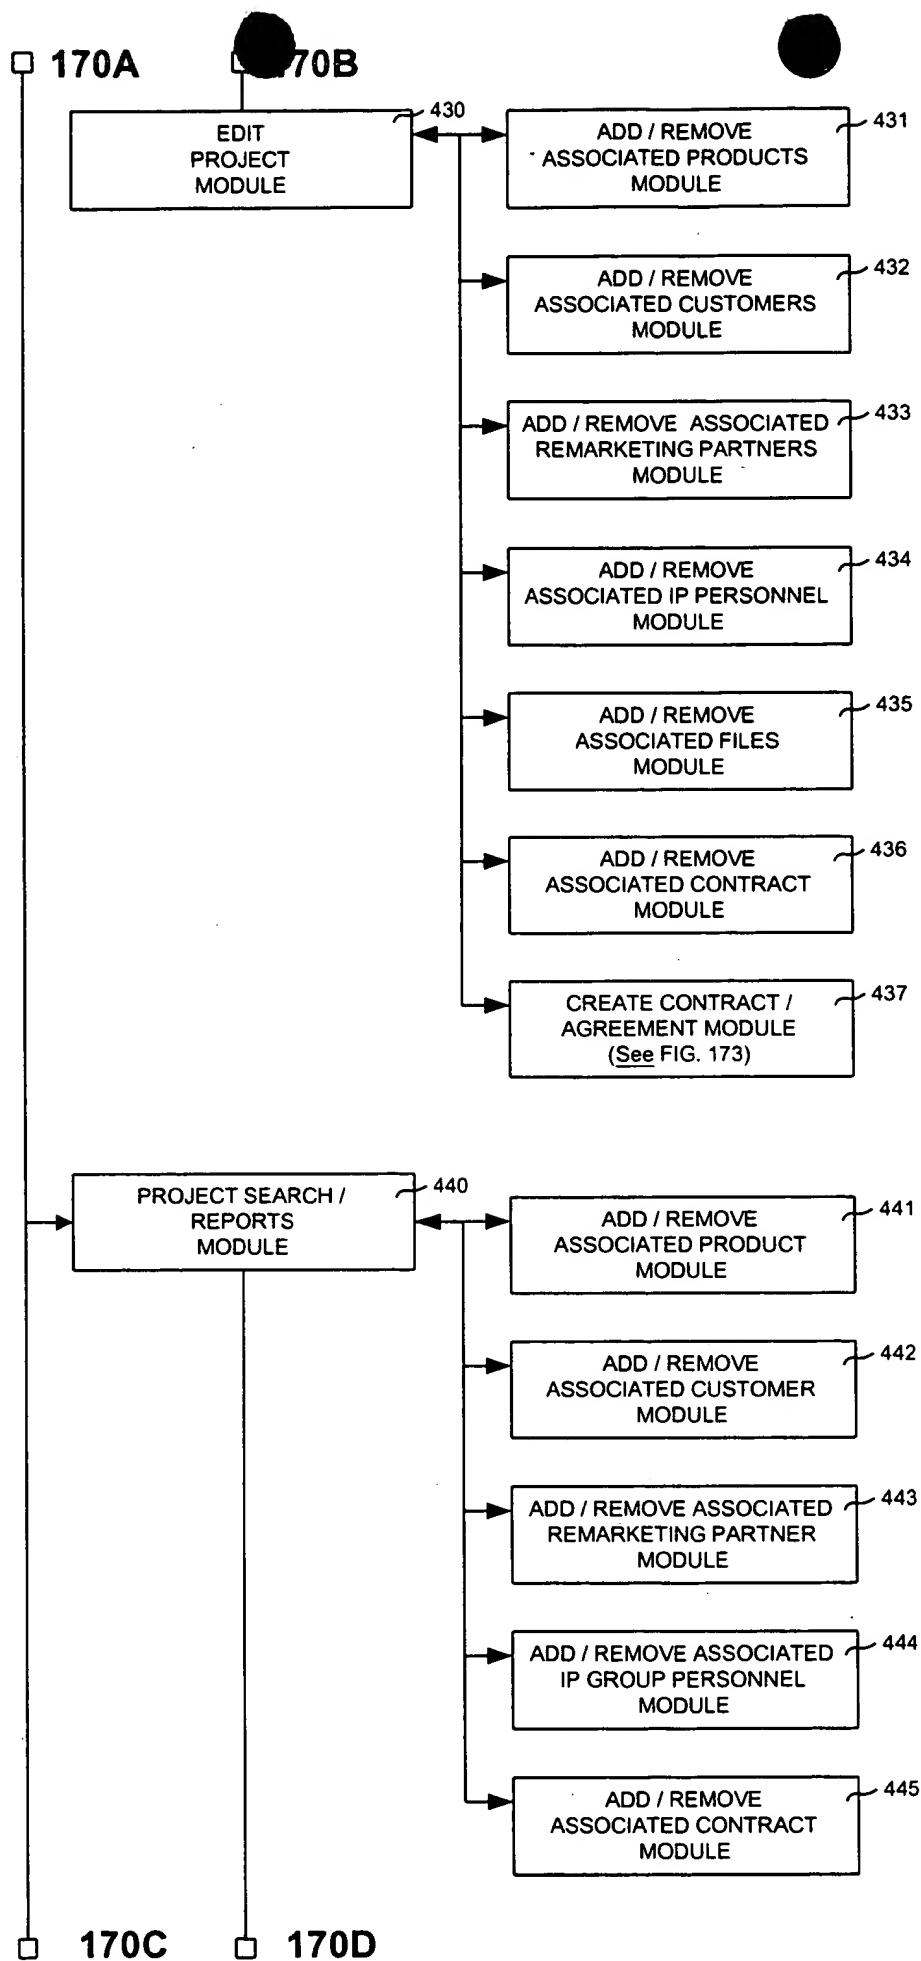 170A
170B
430
EDIT
PROJECT
MODULE
431
ADD / REMOVE
ASSOCIATED PRODUCTS
MODULE
432
ADD / REMOVE
ASSOCIATED CUSTOMERS
MODULE
433
ADD / REMOVE ASSOCIATED
REMARKETING PARTNERS
MODULE
434
ADD / REMOVE
ASSOCIATED IP PERSONNEL
MODULE
435
ADD / REMOVE
ASSOCIATED FILES
MODULE
436
ADD / REMOVE
ASSOCIATED CONTRACT
MODULE
437
CREATE CONTRACT /
AGREEMENT MODULE
(See FIG. 173)
440
PROJECT SEARCH /
REPORTS
MODULE
441
ADD / REMOVE
ASSOCIATED PRODUCT
MODULE
442
ADD / REMOVE
ASSOCIATED CUSTOMER
MODULE
443
ADD / REMOVE ASSOCIATED
REMARKETING PARTNER
MODULE
444
ADD / REMOVE ASSOCIATED
IP GROUP PERSONNEL
MODULE
445
ADD / REMOVE
ASSOCIATED CONTRACT
MODULE
170C
170D